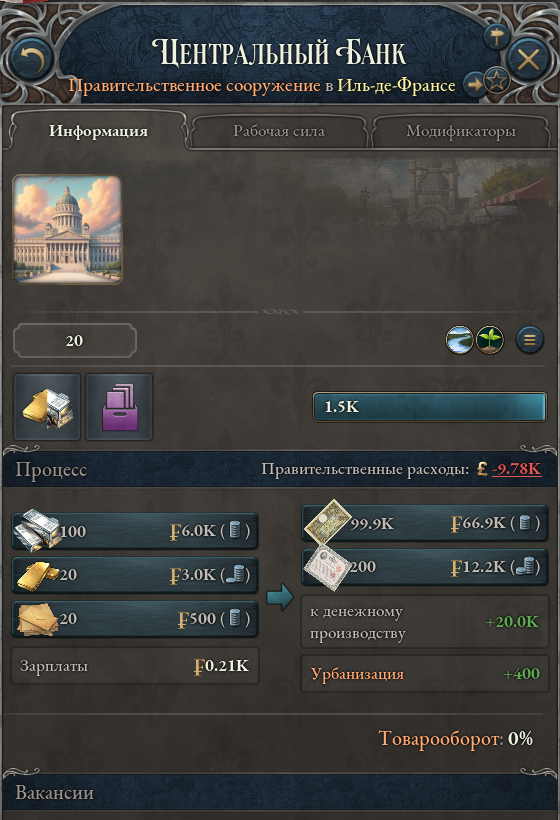 Центральный Банк
Правительственное сооружение в Иль-де-Франсе
Информация
Рабочая сила
Модификаторы
20
1.5K
Процесс
Правительственные расходы: £ -9.78K
100 ₣6.0K ( )
99.9K ₣66.9K ( )
20 ₣3.0K ( )
200 ₣12.2K ( )
20 ₣500 ( )
к денежному
производству +20.0K
Зарплаты ₣0.21K
Урбанизация +400
Товарооборот: 0%
Вакансии